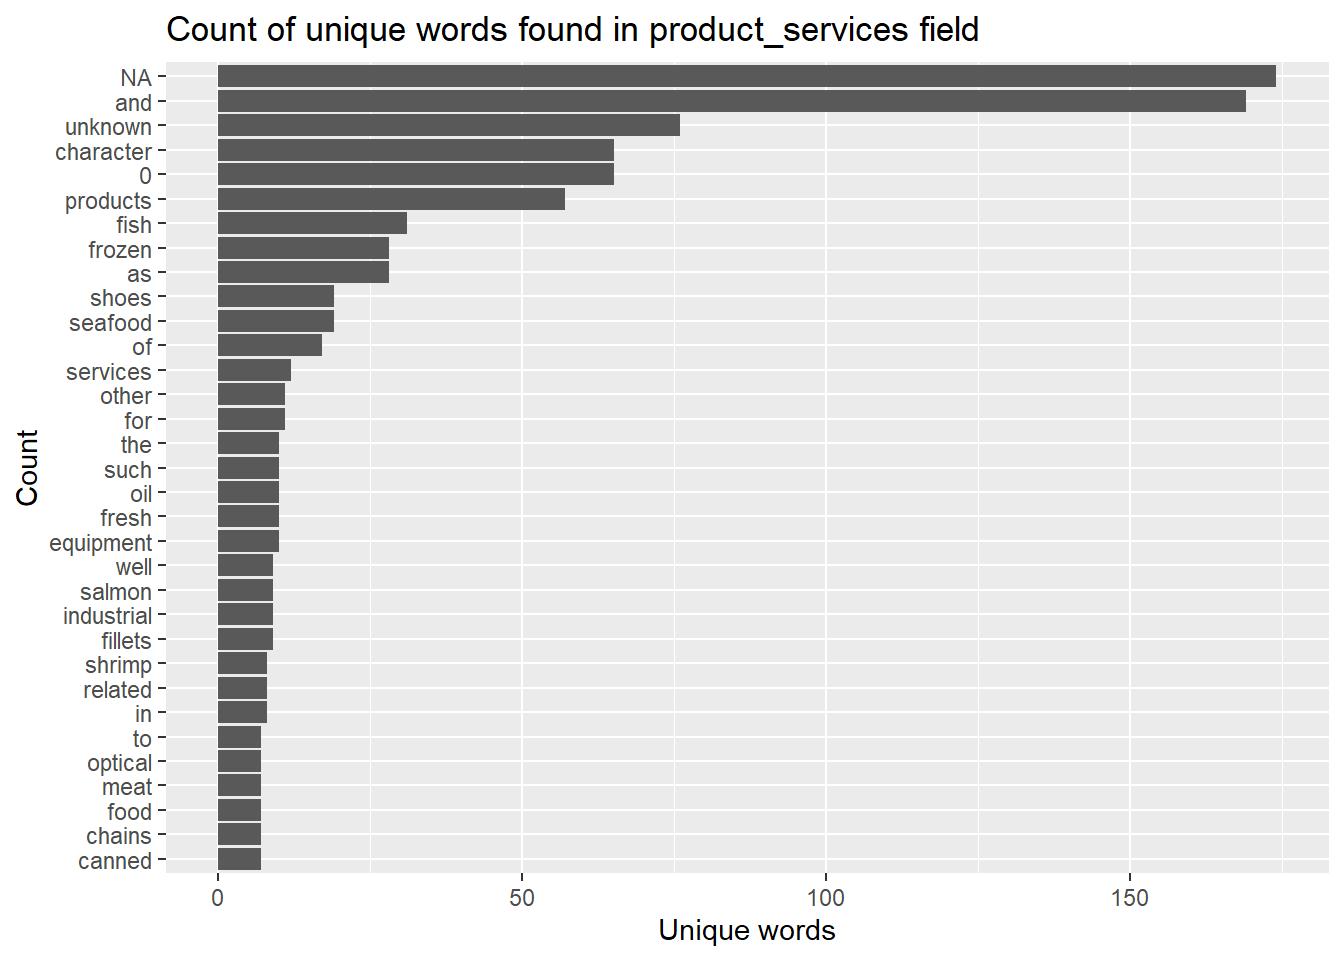 Count of unique words found in product_services field
NA
and
unknown
character
0
products
fish
frozen
as
shoes
seafood
of
services
other
for
the
such
oil
fresh
equipment
well
salmon
industrial
fillets
shrimp
related
in
to
optical
meat
food
chains
canned
Count
0 50 100 150
Unique words